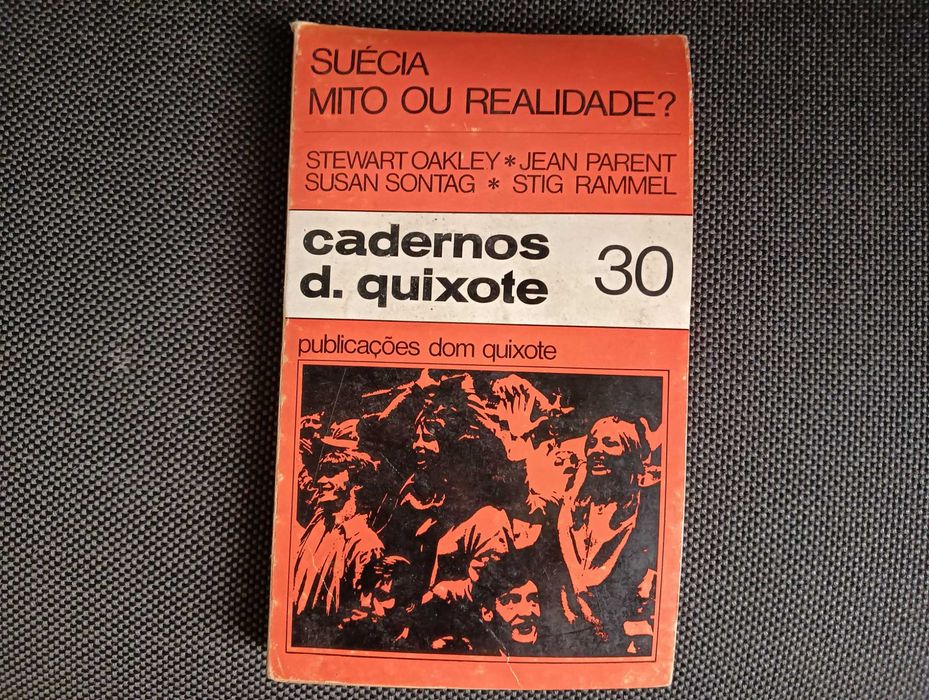 SUÉCIA
MITO OU REALIDADE?
STEWART OAKLEY * JEAN PARENT
SUSAN SONTAG * STIG RAMMEL
cadernos
d. quixote
30
publicações dom quixote